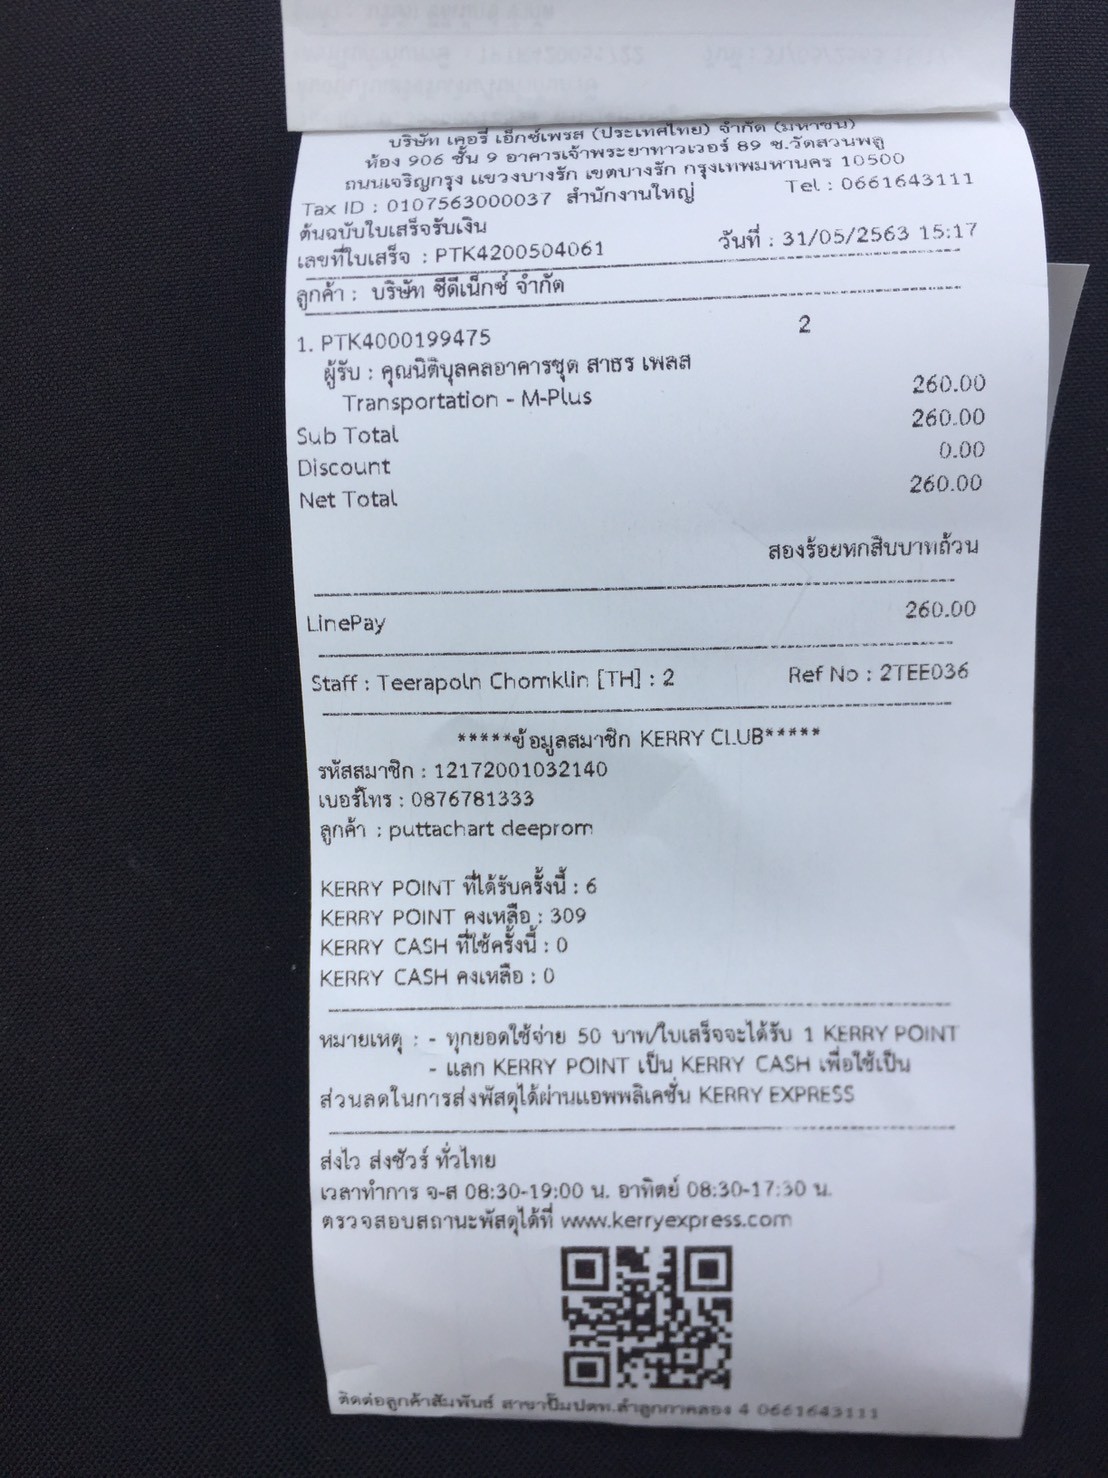 บริษัท เคอรี่ เอ็กซ์เพรส (ประเทศไทย) จำกัด (มหาชน)
ห้อง 906 ชั้น 9 อาคารเจ้าพระยาทาวเวอร์ 89 ซ.วัดสวนพลู
ถนนเจริญกรุง แขวงบางรัก เขตบางรัก กรุงเทพมหานคร 10500
Tax ID : 0107563000037 สำนักงานใหญ่ Tel : 0661643111
ต้นฉบับใบเสร็จรับเงิน
เลขที่ใบเสร็จ : PTK4200504061 วันที่ : 31/05/2563 15:17
ลูกค้า : บริษัท ซีดีเน็กซ์ จำกัด
1. PTK4000199475 2
ผู้รับ : คุณนิติบุลคลอาคารชุด สาธร เพลส
Transportation - M-Plus 260.00
Sub Total 260.00
Discount 0.00
Net Total 260.00
สองร้อยหกสิบบาทถ้วน
LinePay 260.00
Staff : Teerapoln Chomklin [TH] : 2 Ref No : 2TEE036
*****ข้อมูลสมาชิก KERRY CLUB*****
รหัสสมาชิก : 12172001032140
เบอร์โทร : 0876781333
ลูกค้า : puttachart deeprom
KERRY POINT ที่ได้รับครั้งนี้ : 6
KERRY POINT คงเหลือ : 309
KERRY CASH ที่ใช้ครั้งนี้ : 0
KERRY CASH คงเหลือ : 0
หมายเหตุ : - ทุกยอดใช้จ่าย 50 บาท/ใบเสร็จจะได้รับ 1 KERRY POINT
- แลก KERRY POINT เป็น KERRY CASH เพื่อใช้เป็น
ส่วนลดในการส่งพัสดุได้ผ่านแอพพลิเคชั่น KERRY EXPRESS
ส่งไว ส่งชัวร์ ทั่วไทย
เวลาทำการ จ-ส 08:30-19:00 น. อาทิตย์ 08:30-17:30 น.
ตรวจสอบสถานะพัสดุได้ที่ www.kerryexpress.com
ติดต่อลูกค้าสัมพันธ์ สาขาปั๊มปตท.ลำลูกกาคลอง 4 0661643111